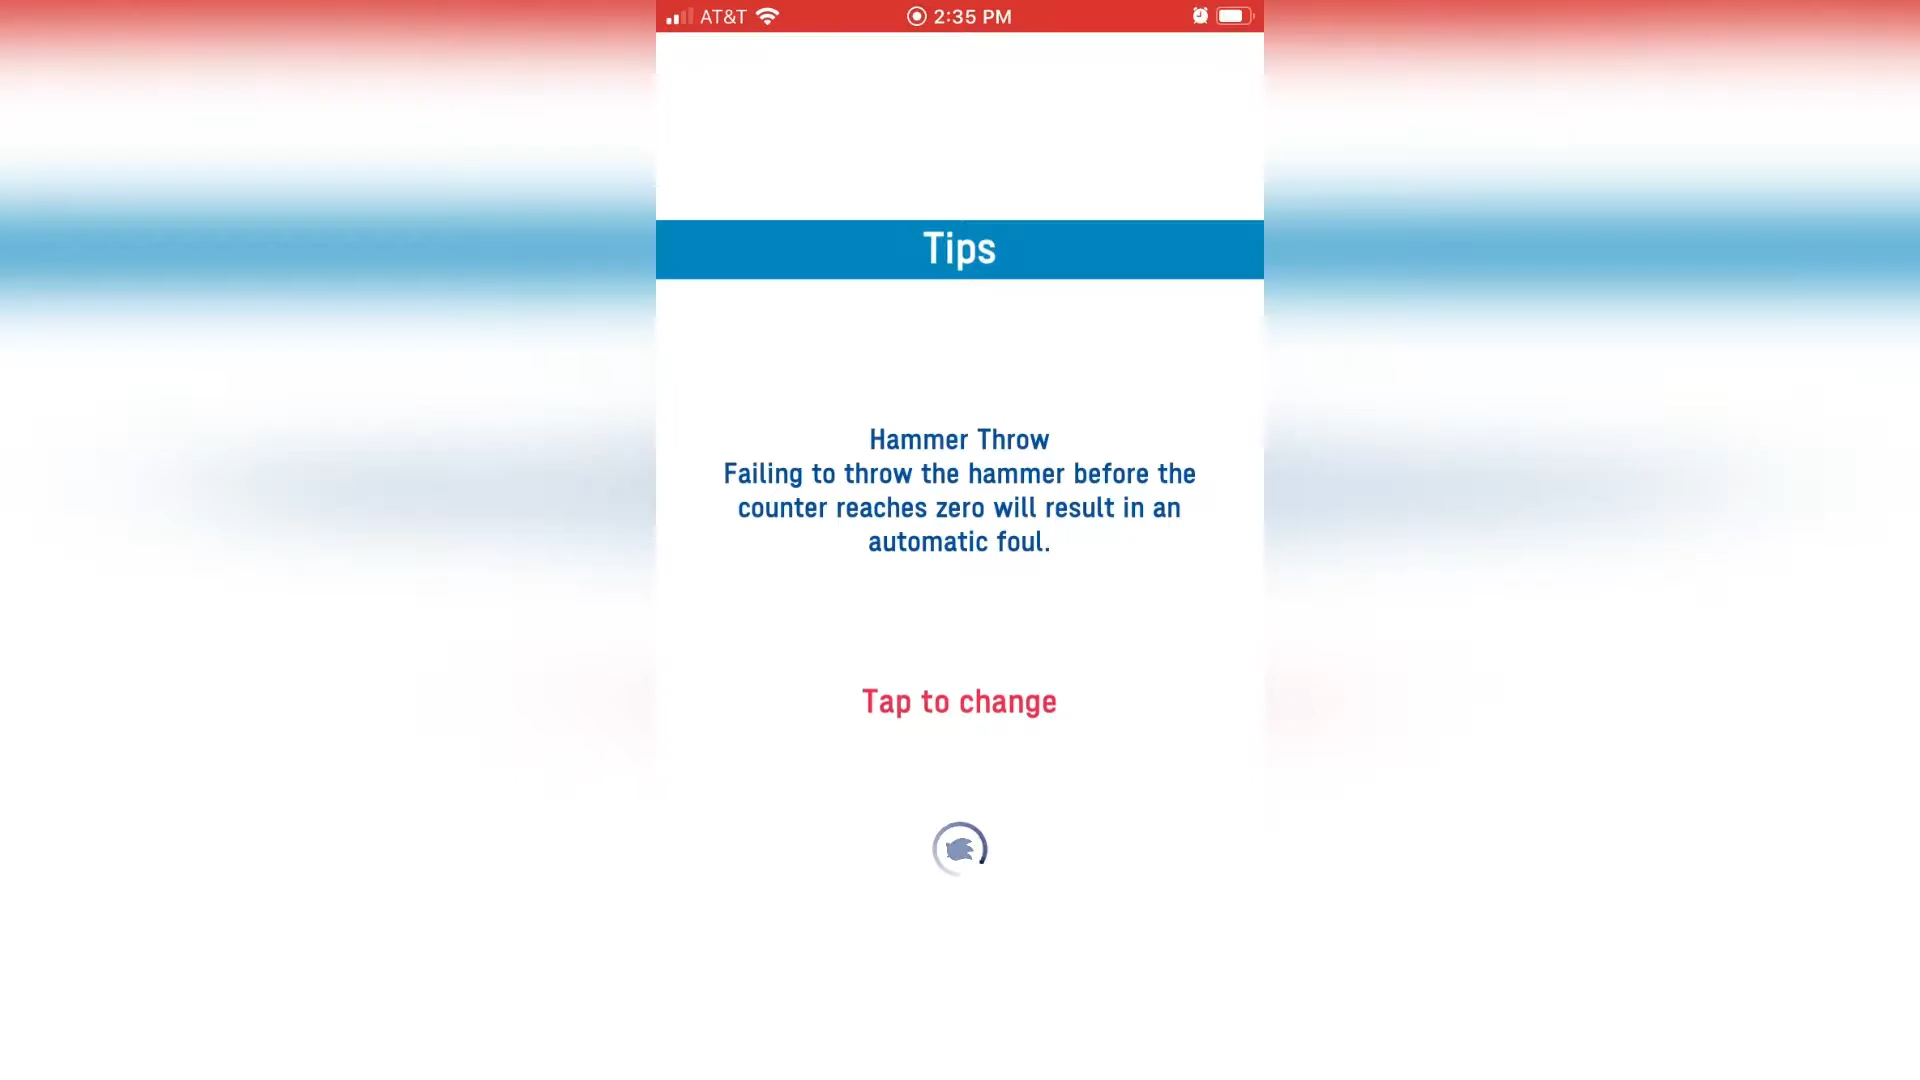 AT&T 2:35 PM
Tips
Hammer Throw
Failing to throw the hammer before the
counter reaches zero will result in an
automatic foul.
Tap to change